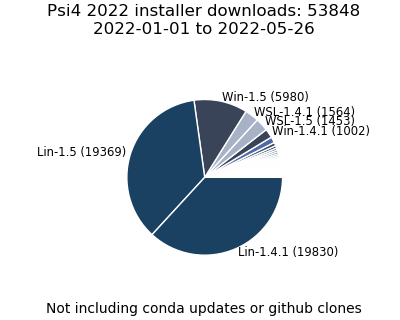 Psi4 2022 installer downloads: 53848
2022-01-01 to 2022-05-26
Win-1.5 (5980)
WSL-1.4.1 (1564)
WSL-1.5 (1453)
Win-1.4.1 (1002)
Lin-1.5 (19369)
Lin-1.4.1 (19830)
Not including conda updates or github clones